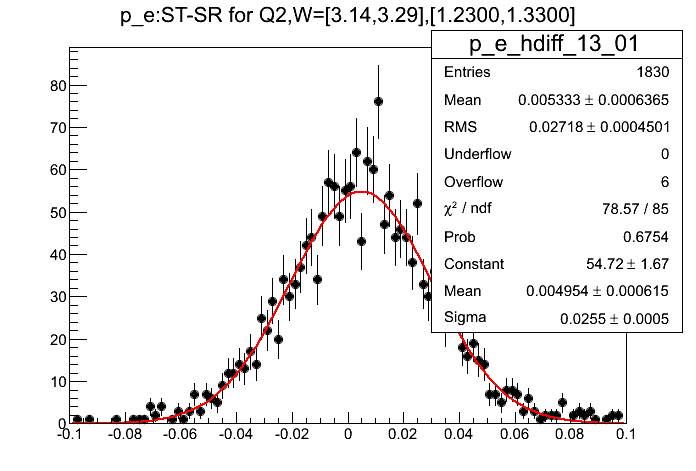 p_e:ST-SR for Q2,W=[3.14,3.29],[1.2300,1.3300]
p_e_hdiff_13_01
Entries 1830
Mean 0.005333 ± 0.0006365
RMS 0.02718 ± 0.0004501
Underflow 0
Overflow 6
χ² / ndf 78.57 / 85
Prob 0.6754
Constant 54.72 ± 1.67
Mean 0.004954 ± 0.000615
Sigma 0.0255 ± 0.0005
80
70
60
50
40
30
20
10
0
-0.1 -0.08 -0.06 -0.04 -0.02 0 0.02 0.04 0.06 0.08 0.1